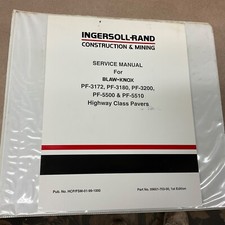 INGERSOLL-RAND
CONSTRUCTION & MINING
SERVICE MANUAL
For
BLAW-KNOX
PF-3172, PF-3180, PF-3200,
PF-5500 & PF-5510
Highway Class Pavers